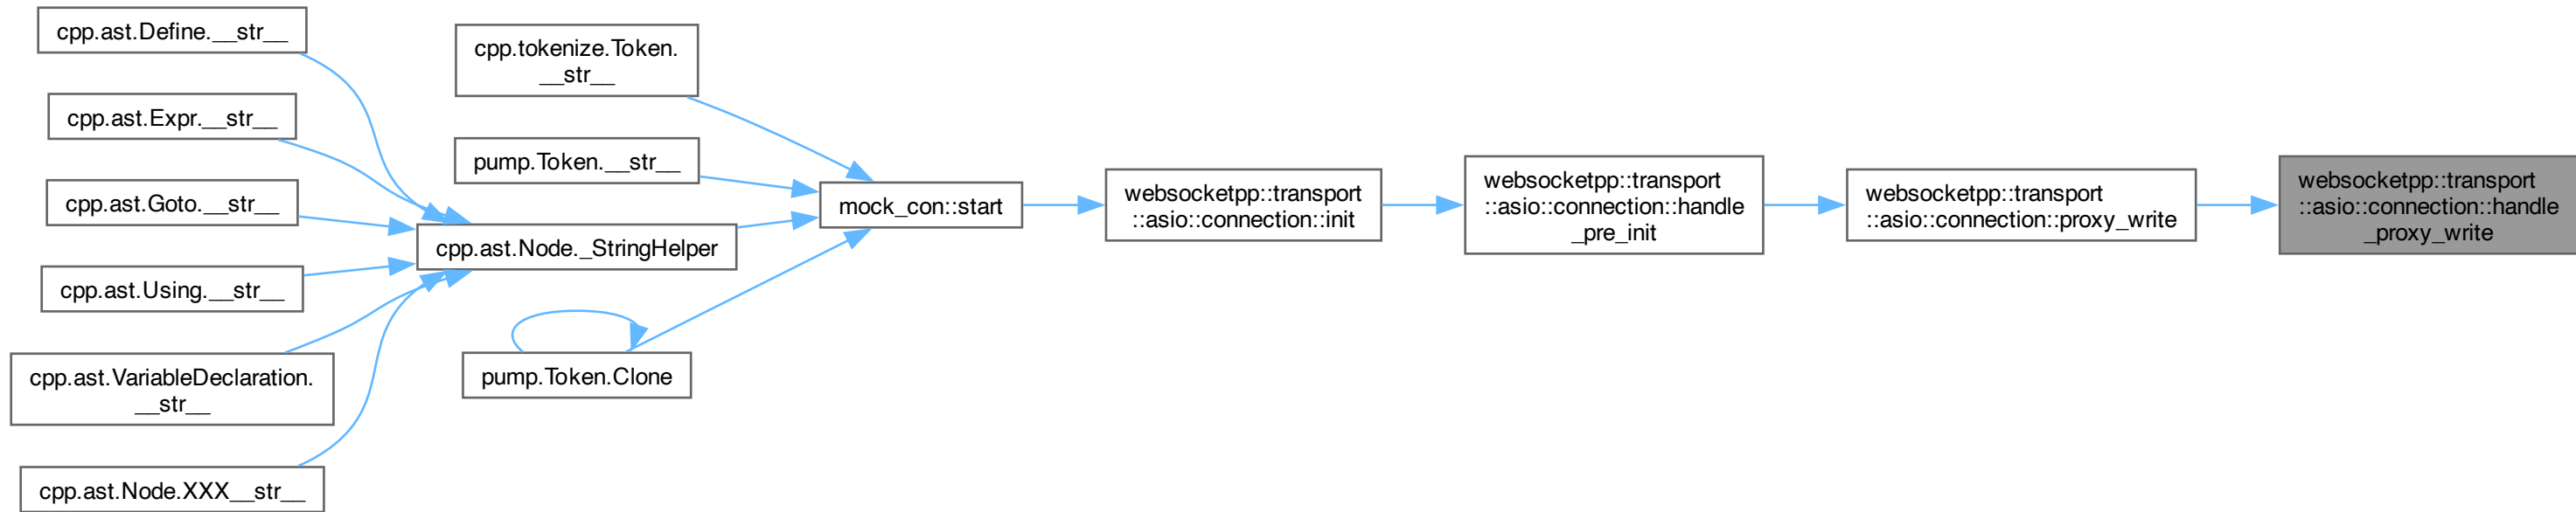 cpp.ast.Define.__str__
cpp.ast.Expr.__str__
cpp.ast.Goto.__str__
cpp.ast.Using.__str__
cpp.ast.VariableDeclaration.
__str__
cpp.ast.Node.XXX__str__
cpp.tokenize.Token.
__str__
pump.Token.__str__
cpp.ast.Node._StringHelper
pump.Token.Clone
mock_con::start
websocketpp::transport
::asio::connection::init
websocketpp::transport
::asio::connection::handle
_pre_init
websocketpp::transport
::asio::connection::proxy_write
websocketpp::transport
::asio::connection::handle
_proxy_write